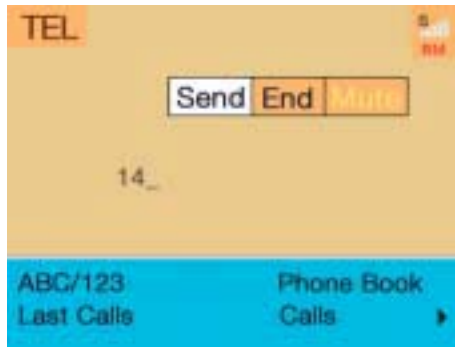 TEL
S
Send End Mute
14_
ABC/123 Phone Book
Last Calls Calls